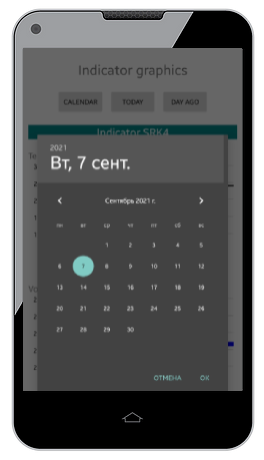 Indicator graphics
CALENDAR TODAY DAY AGO
Indicator SRK4
2021
Вт, 7 сент.
Сентябрь 2021 г.
пн вт ср чт пт сб вс
1 2 3 4 5
6 7 8 9 10 11 12
13 14 15 16 17 18 19
20 21 22 23 24 25 26
27 28 29 30
ОТМЕНА ОК